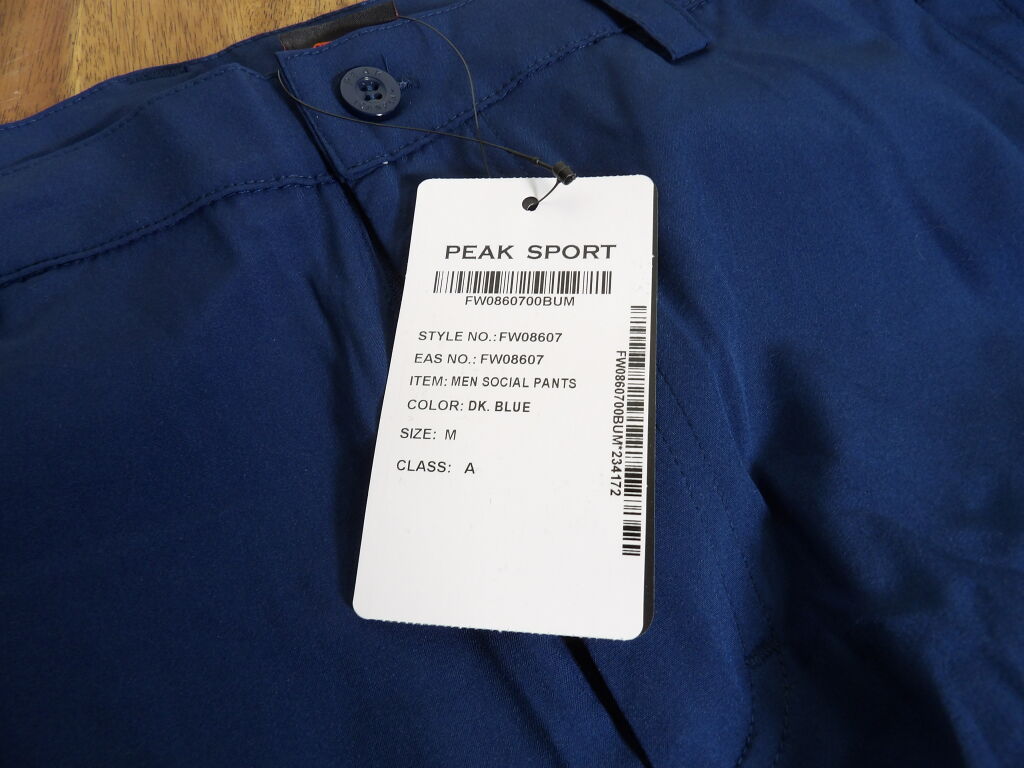 PEAK SPORT
FW0860700BUM
STYLE NO.: FW08607
EAS NO.: FW08607
ITEM: MEN SOCIAL PANTS
COLOR: DK. BLUE
SIZE: M
CLASS: A
FW0860700BUM*234172